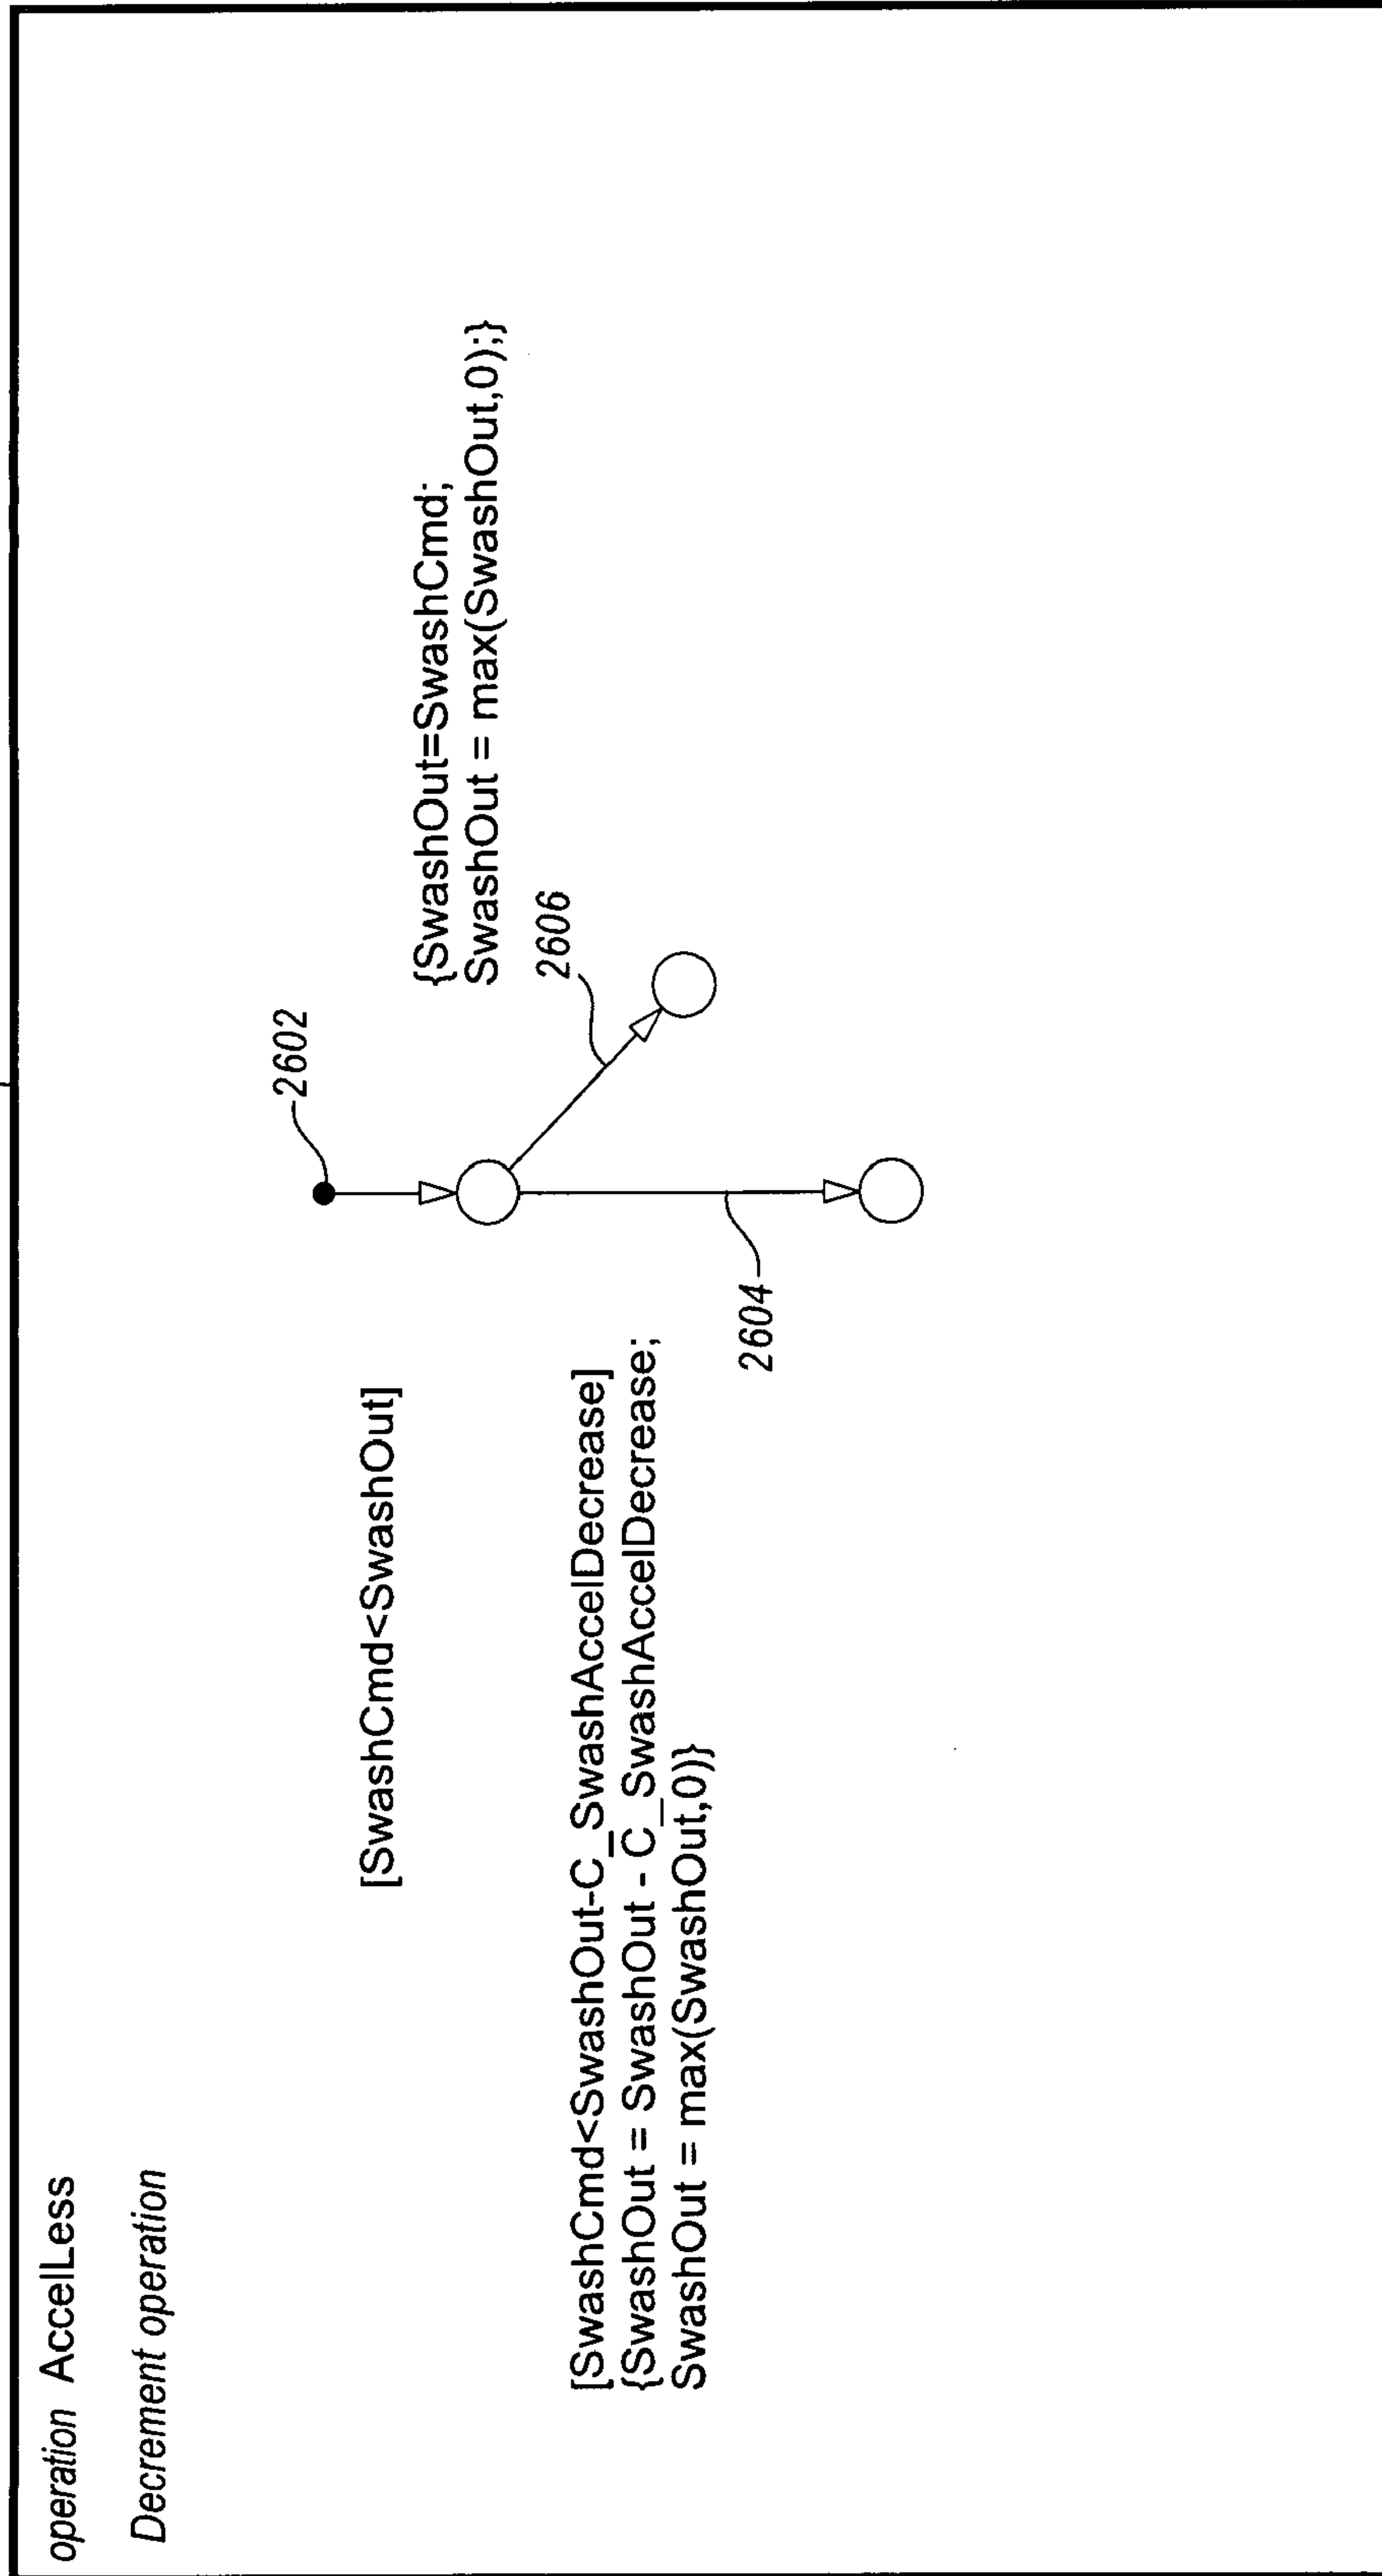 operation AccelLess
Decrement operation
2602
[SwashCmd<SwashOut]
{SwashOut=SwashCmd;
SwashOut = max(SwashOut,0);}
2606
[SwashCmd<SwashOut-C_SwashAccelDecrease]
{SwashOut = SwashOut - C_SwashAccelDecrease;
SwashOut = max(SwashOut,0)}
2604